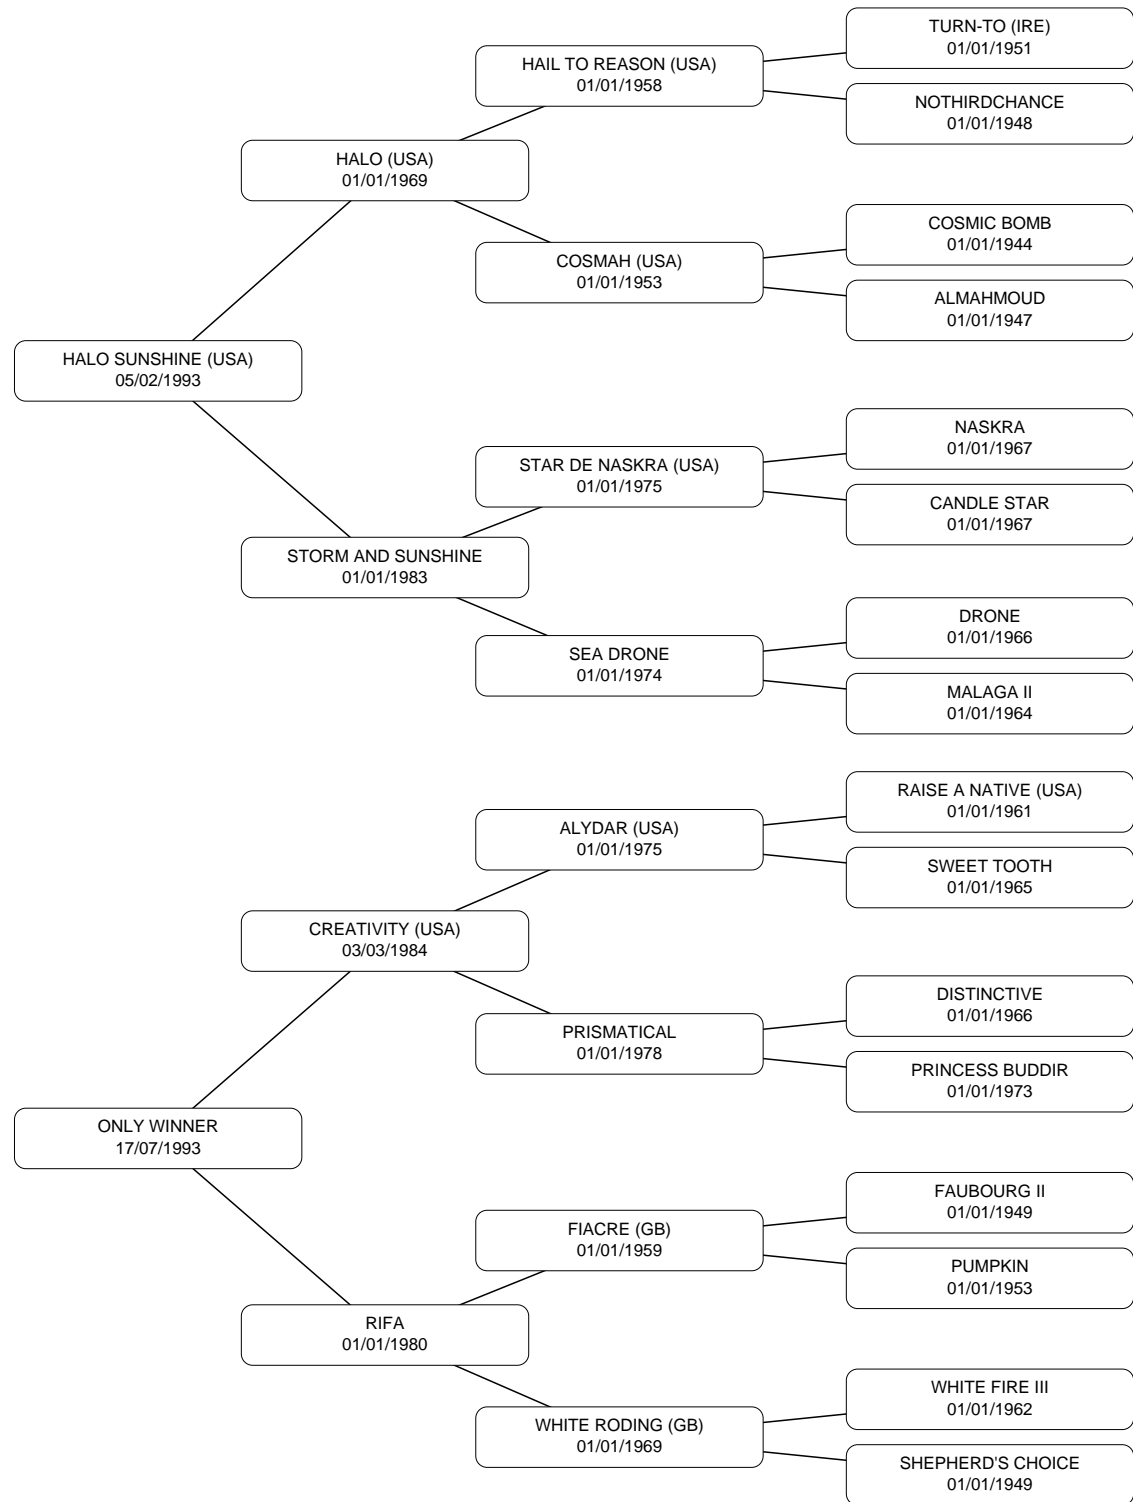 TURN-TO (IRE)
01/01/1951
HAIL TO REASON (USA)
01/01/1958
NOTHIRDCHANCE
01/01/1948
HALO (USA)
01/01/1969
COSMIC BOMB
01/01/1944
COSMAH (USA)
01/01/1953
ALMAHMOUD
01/01/1947
HALO SUNSHINE (USA)
05/02/1993
NASKRA
01/01/1967
STAR DE NASKRA (USA)
01/01/1975
CANDLE STAR
01/01/1967
STORM AND SUNSHINE
01/01/1983
DRONE
01/01/1966
SEA DRONE
01/01/1974
MALAGA II
01/01/1964
RAISE A NATIVE (USA)
01/01/1961
ALYDAR (USA)
01/01/1975
SWEET TOOTH
01/01/1965
CREATIVITY (USA)
03/03/1984
DISTINCTIVE
01/01/1966
PRISMATICAL
01/01/1978
PRINCESS BUDDIR
01/01/1973
ONLY WINNER
17/07/1993
FAUBOURG II
01/01/1949
FIACRE (GB)
01/01/1959
PUMPKIN
01/01/1953
RIFA
01/01/1980
WHITE FIRE III
01/01/1962
WHITE RODING (GB)
01/01/1969
SHEPHERD'S CHOICE
01/01/1949